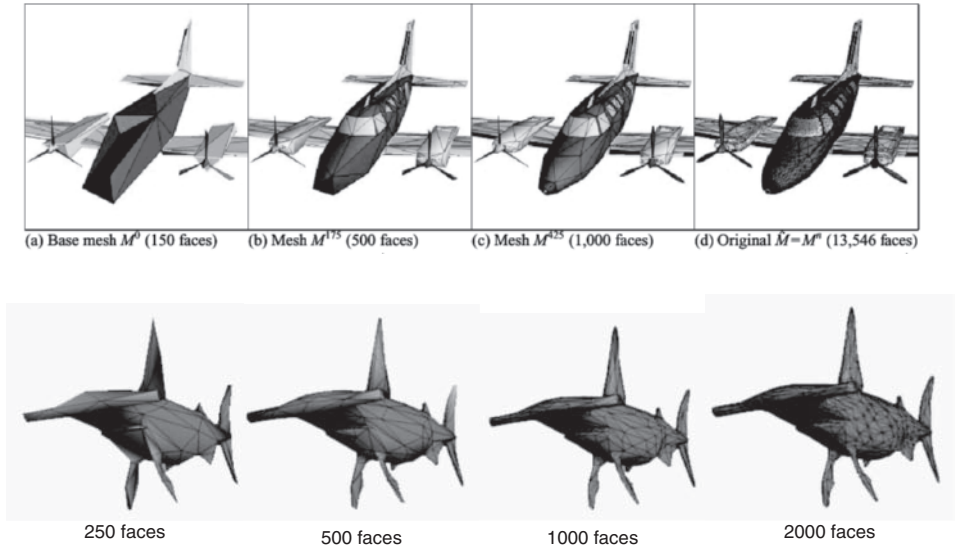 (a) Base mesh M⁰ (150 faces)
(b) Mesh M¹⁷⁵ (500 faces)
(c) Mesh M⁴²⁵ (1,000 faces)
(d) Original M̂=Mⁿ (13,546 faces)
250 faces
500 faces
1000 faces
2000 faces